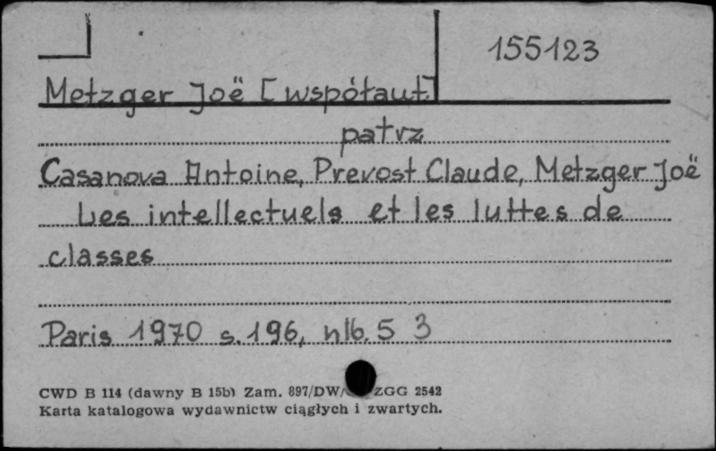 155123
Metzger Joë [współaut.]
patrz
Casanova Antoine, Prevost Claude, Metzger Joë
Les intellectuels et les luttes de
classes
Paris 1970 s. 196, nlb. 5 3
CWD B 114 (dawny B 15b) Zam. 897/DW/ ZGG 2542
Karta katalogowa wydawnictw ciągłych i zwartych.